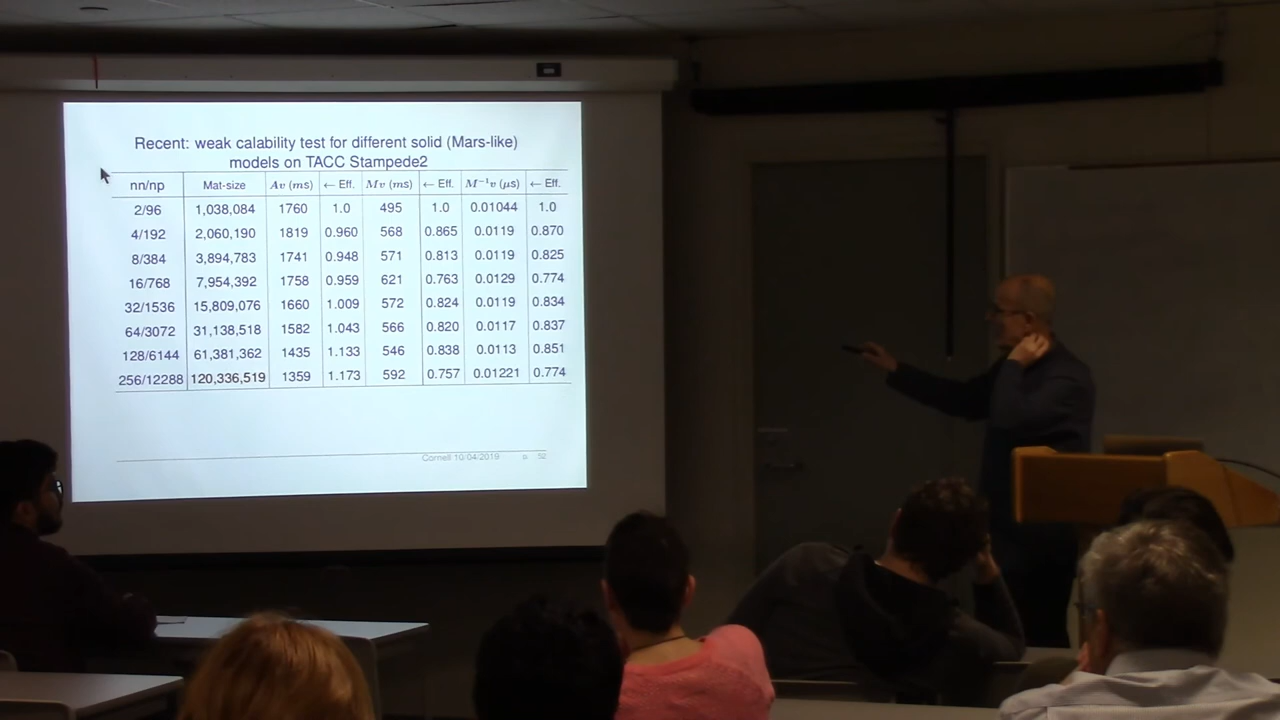 Recent: weak calability test for different solid (Mars-like)
models on TACC Stampede2
nn/np Mat-size Av (ms) ← Eff. Mv (ms) ← Eff. M⁻¹v (μs) ← Eff.
2/96 1,038,084 1760 1.0 495 1.0 0.01044 1.0
4/192 2,060,190 1819 0.960 568 0.865 0.0119 0.870
8/384 3,894,783 1741 0.948 571 0.813 0.0119 0.825
16/768 7,954,392 1758 0.959 621 0.763 0.0129 0.774
32/1536 15,809,076 1660 1.009 572 0.824 0.0119 0.834
64/3072 31,138,518 1582 1.043 566 0.820 0.0117 0.837
128/6144 61,381,362 1435 1.133 546 0.838 0.0113 0.851
256/12288 120,336,519 1359 1.173 592 0.757 0.01221 0.774
Cornell 10/04/2019 52